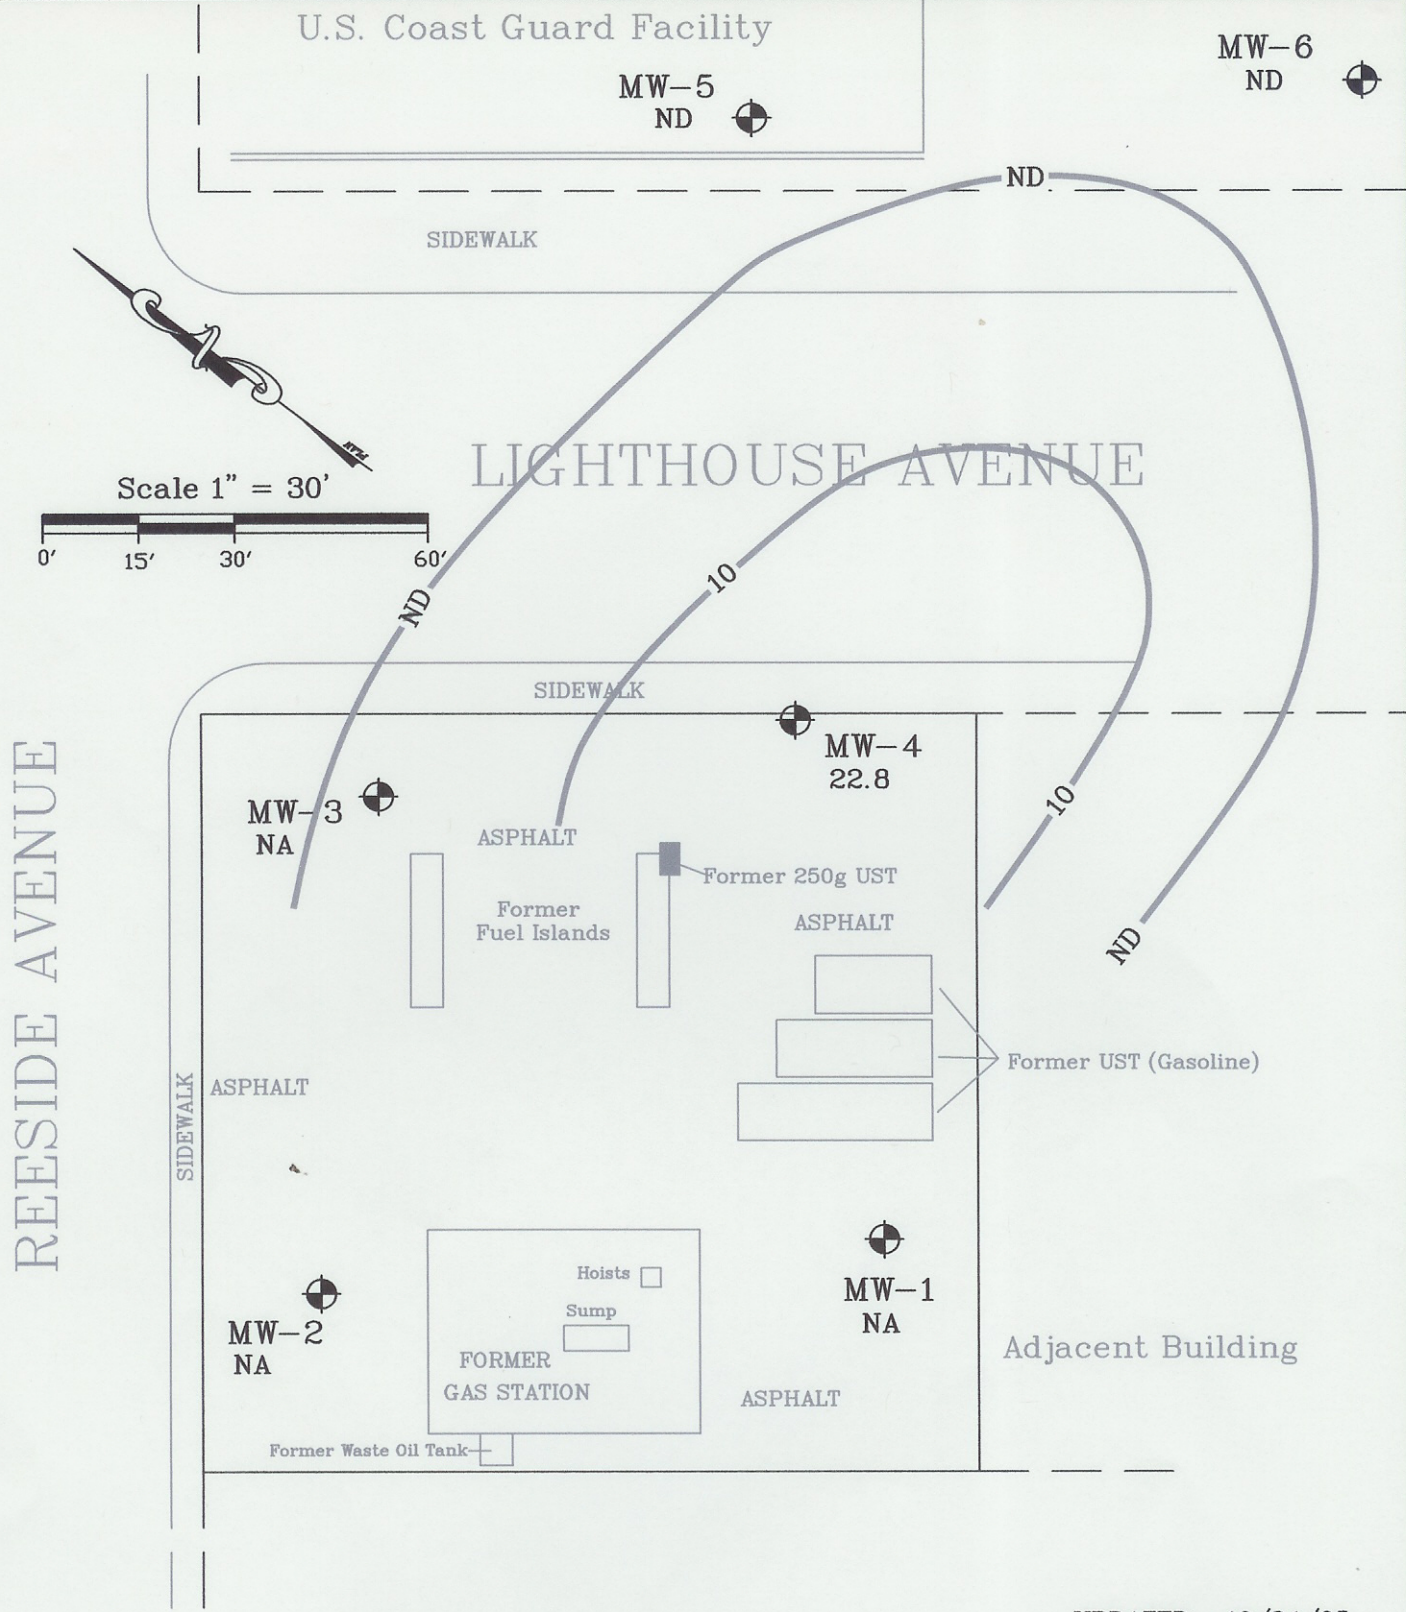 U.S. Coast Guard Facility
MW-6
ND
MW-5
ND
ND
SIDEWALK
LIGHTHOUSE AVENUE
Scale 1" = 30'
0' 15' 30' 60'
ND
10
SIDEWALK
MW-4
22.8
MW-3
NA
10
ASPHALT
Former 250g UST
Former
Fuel Islands
ASPHALT
ND
REESIDE AVENUE
Former UST (Gasoline)
ASPHALT
SIDEWALK
Hoists
Sump
MW-1
NA
MW-2
NA
FORMER
GAS STATION
Adjacent Building
ASPHALT
Former Waste Oil Tank